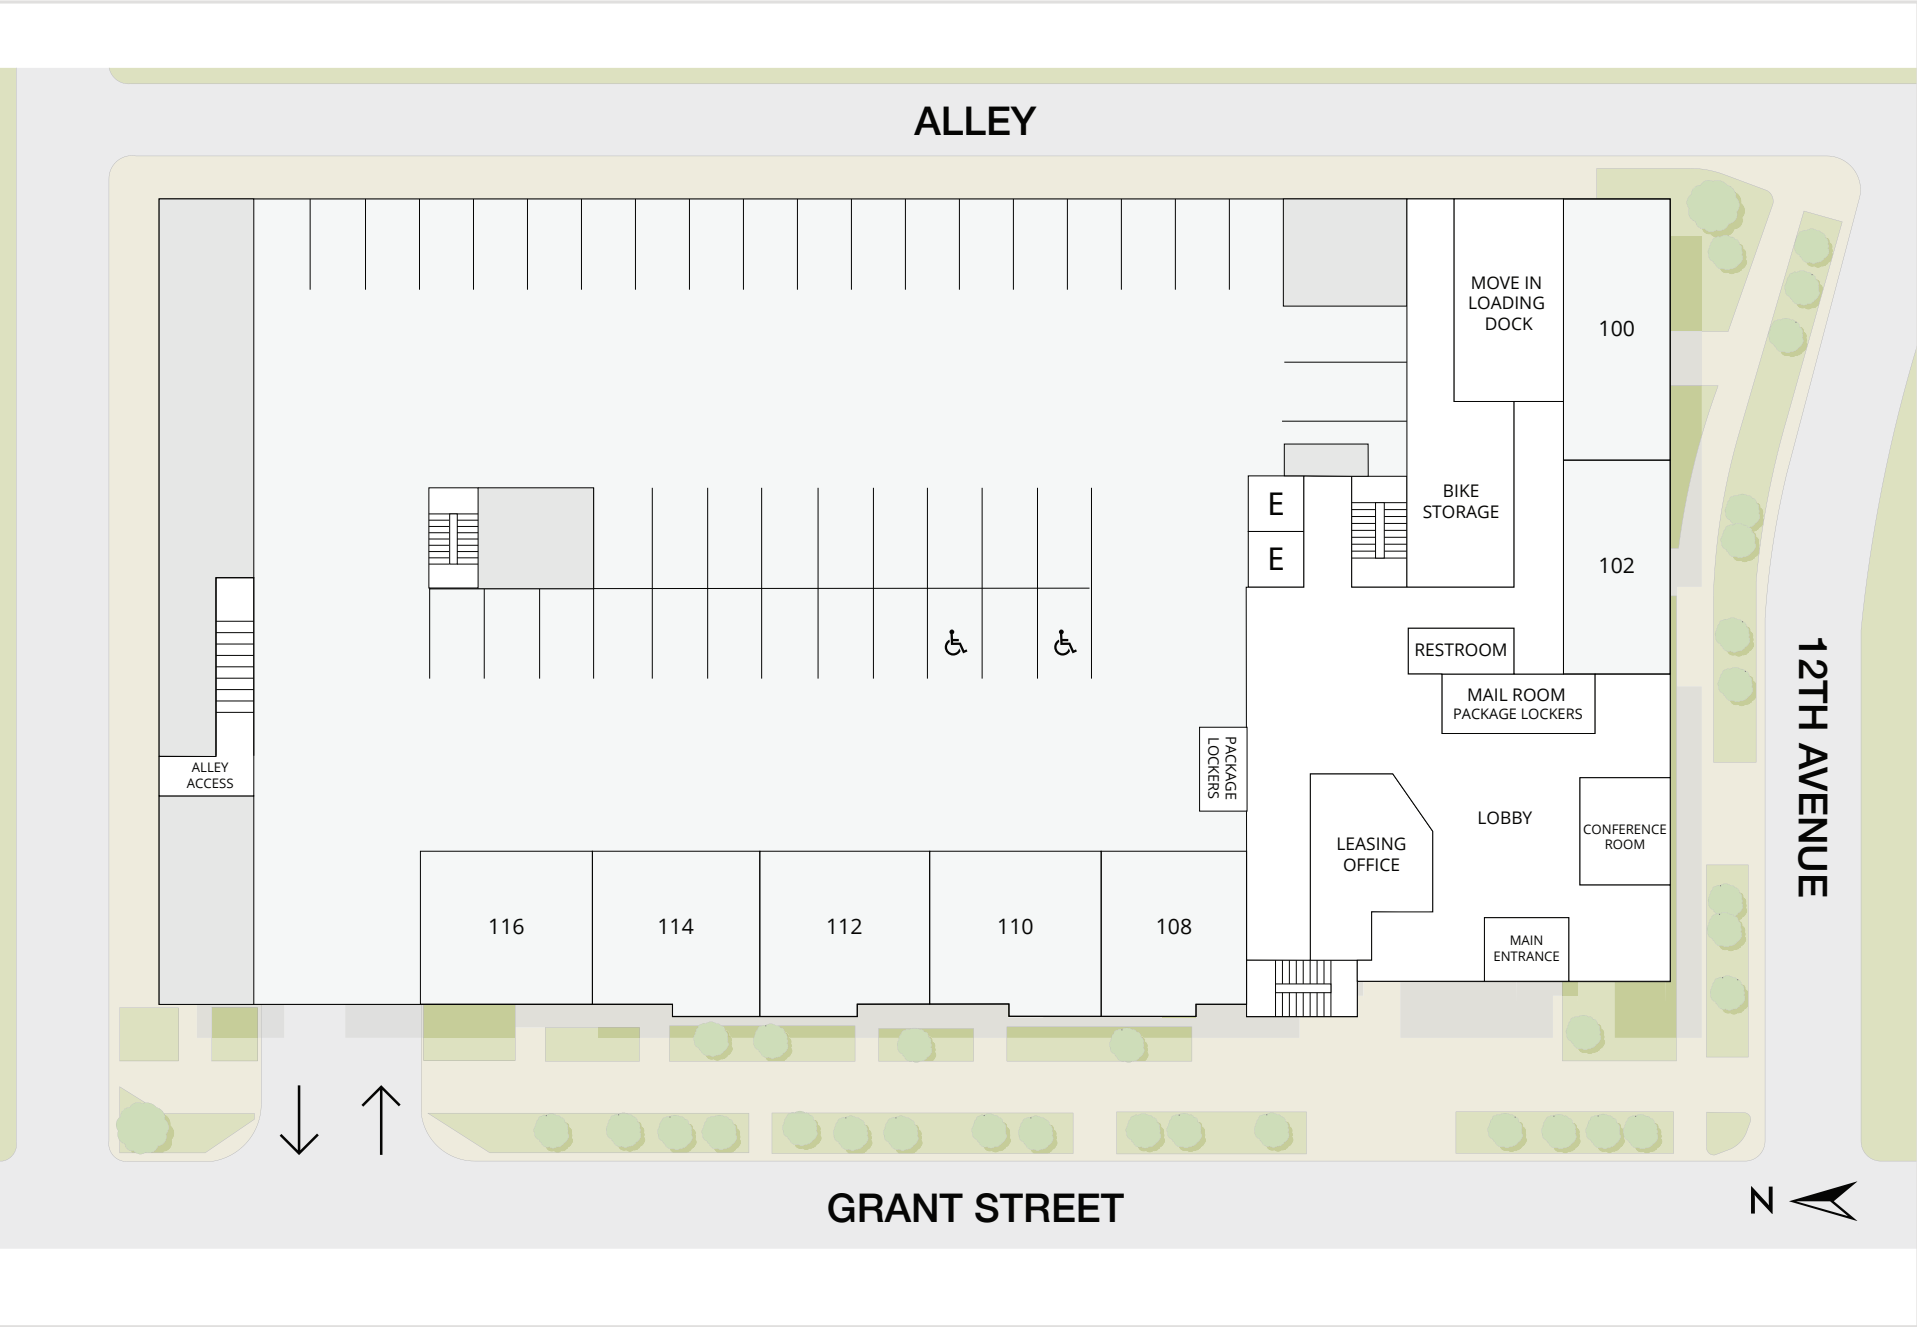 ALLEY
MOVE IN
LOADING
DOCK
100
E
E
BIKE
STORAGE
102
RESTROOM
MAIL ROOM
PACKAGE LOCKERS
12TH AVENUE
ALLEY
ACCESS
PACKAGE
LOCKERS
LOBBY
CONFERENCE
ROOM
LEASING
OFFICE
116
114
112
110
108
MAIN
ENTRANCE
GRANT STREET
N